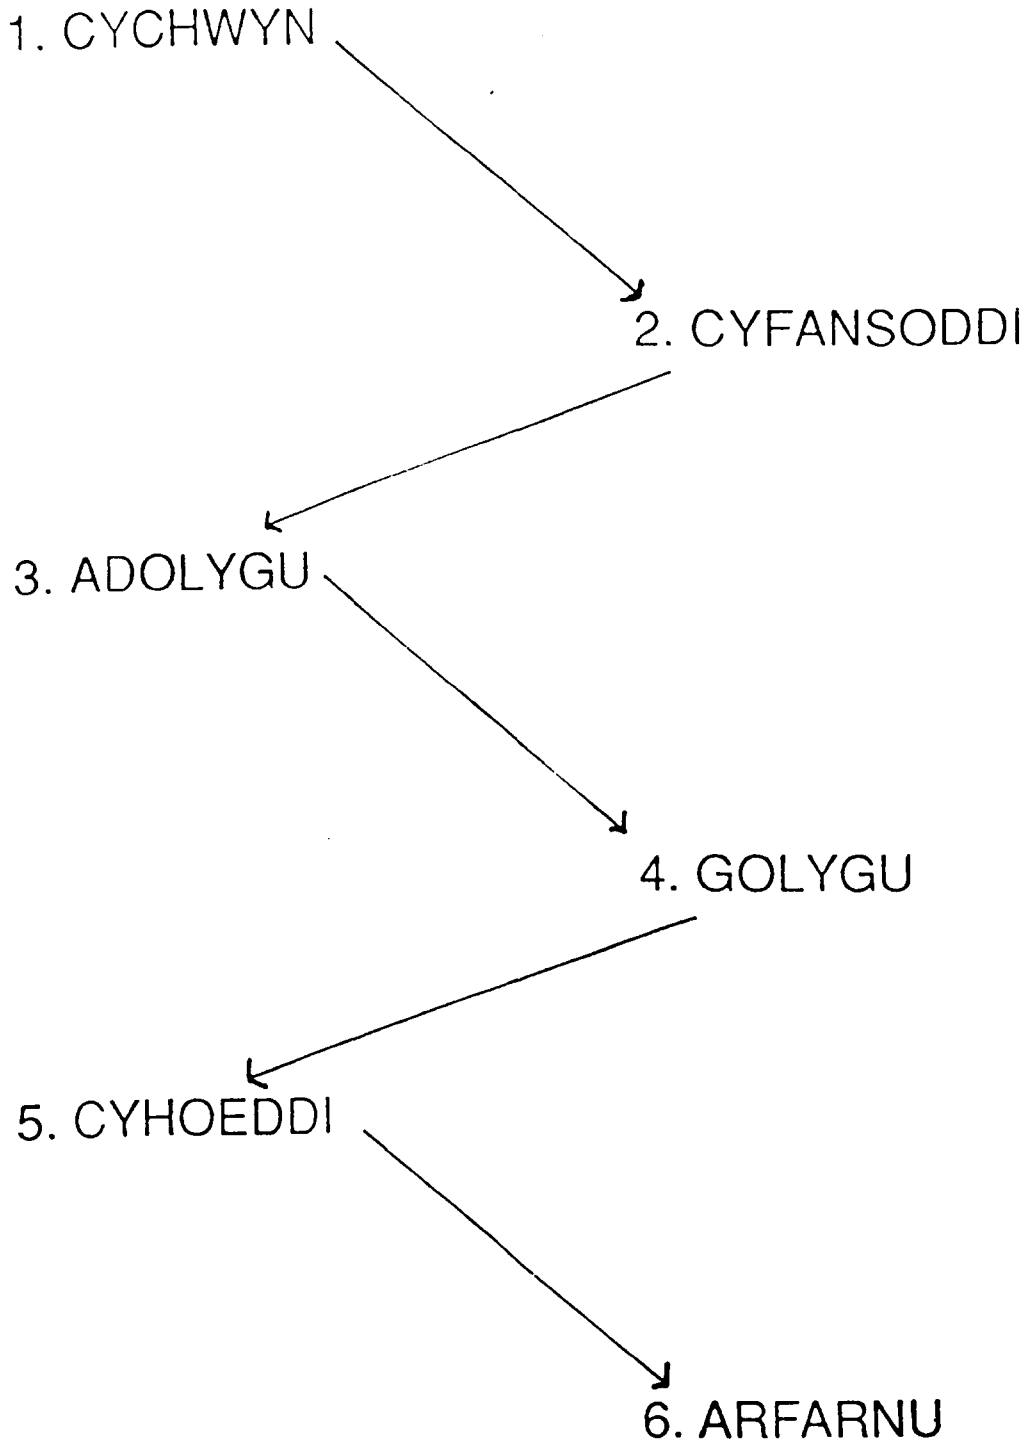 1. CYCHWYN
2. CYFANSODDI
3. ADOLYGU
4. GOLYGU
5. CYHOEDDI
6. ARFARNU